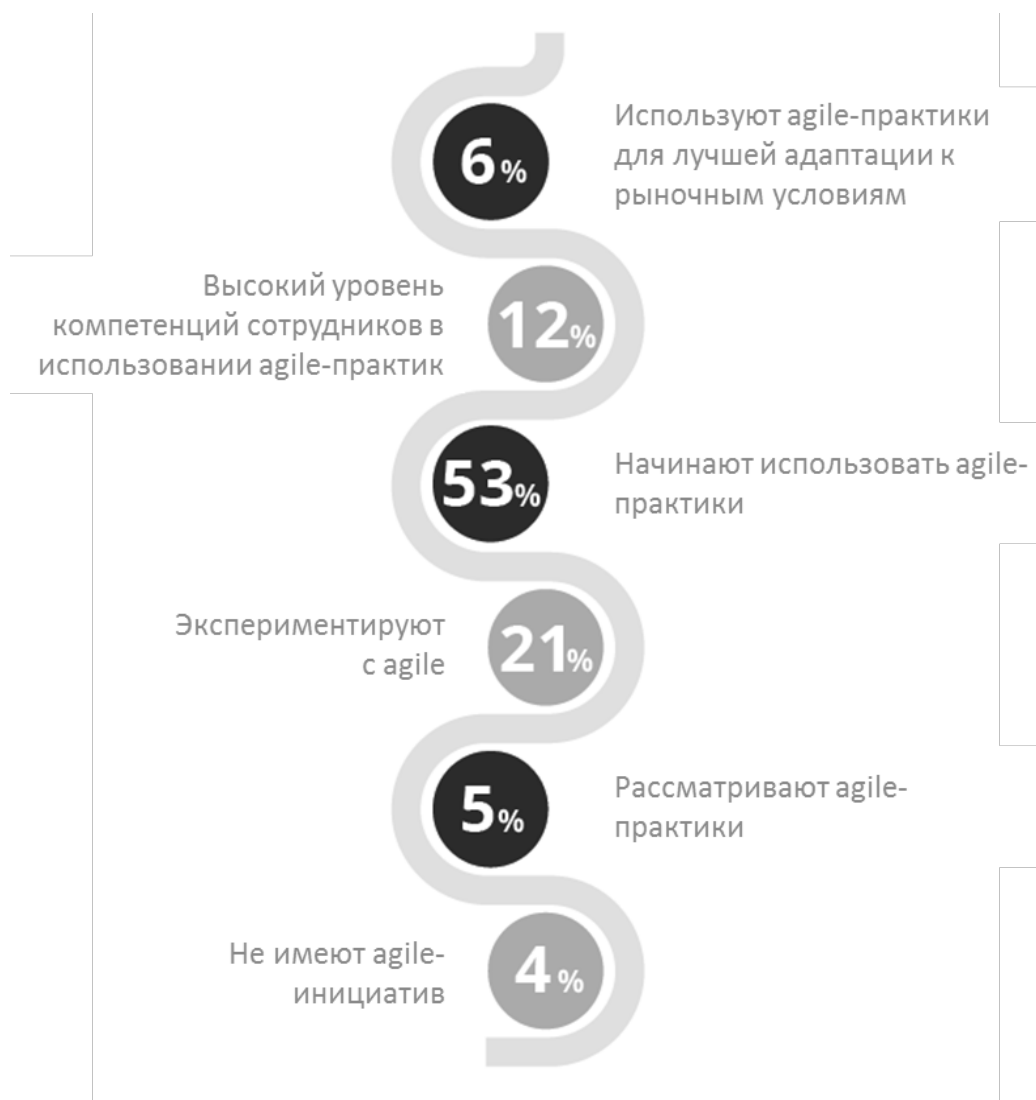 6%
Используют agile-практики
для лучшей адаптации к
рыночным условиям
Высокий уровень
компетенций сотрудников в
использовании agile-практик
12%
53%
Начинают использовать agile-
практики
Экспериментируют
с agile
21%
5%
Рассматривают agile-
практики
Не имеют agile-
инициатив
4%